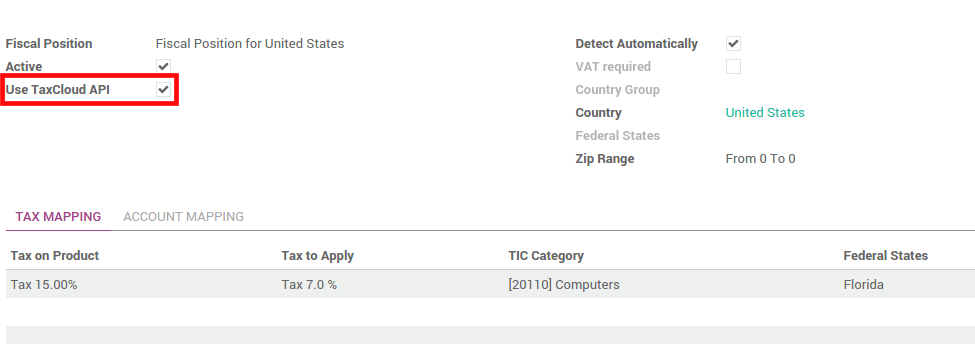 Fiscal Position Fiscal Position for United States
Active
Use TaxCloud API
Detect Automatically
VAT required
Country Group
Country United States
Federal States
Zip Range From 0 To 0
TAX MAPPING ACCOUNT MAPPING
Tax on Product Tax to Apply TIC Category Federal States
Tax 15.00% Tax 7.0 % [20110] Computers Florida